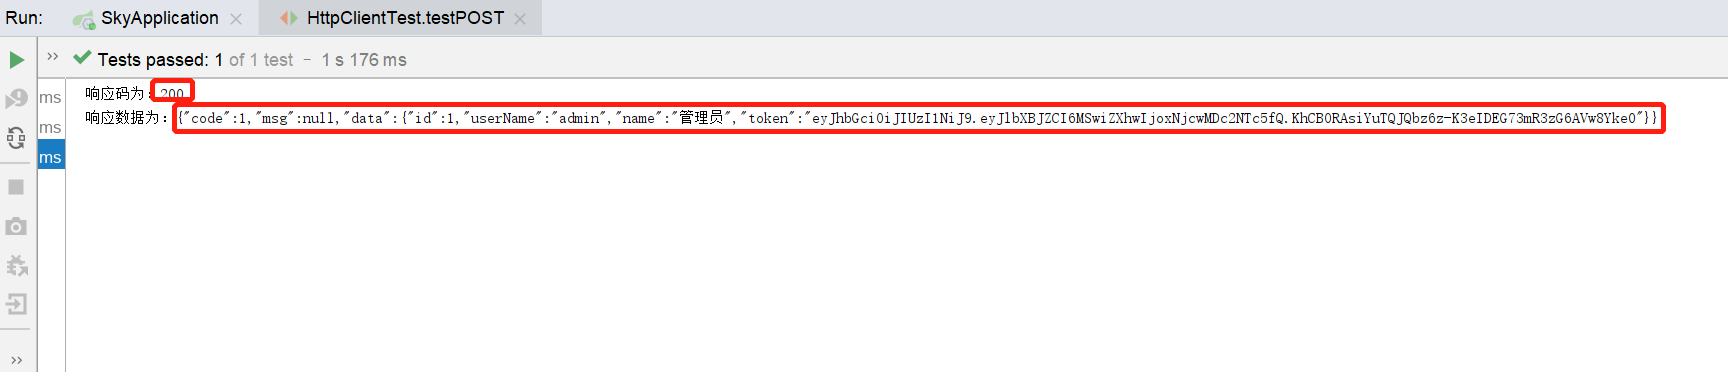 Run: SkyApplication × HttpClientTest.testPOST ×
>> Tests passed: 1 of 1 test – 1 s 176 ms
ms 响应码为:200
ms 响应数据为:{"code":1,"msg":null,"data":{"id":1,"userName":"admin","name":"管理员","token":"eyJhbGciOiJIUzI1NiJ9.eyJlbXBJZCI6MSwiZXhwIjoxNjcwMDc2NTc5fQ.KhCB0RAsiYuTQJQbz6z-K3eIDEG73mR3zG6AVw8Yke0"}}
ms
>>